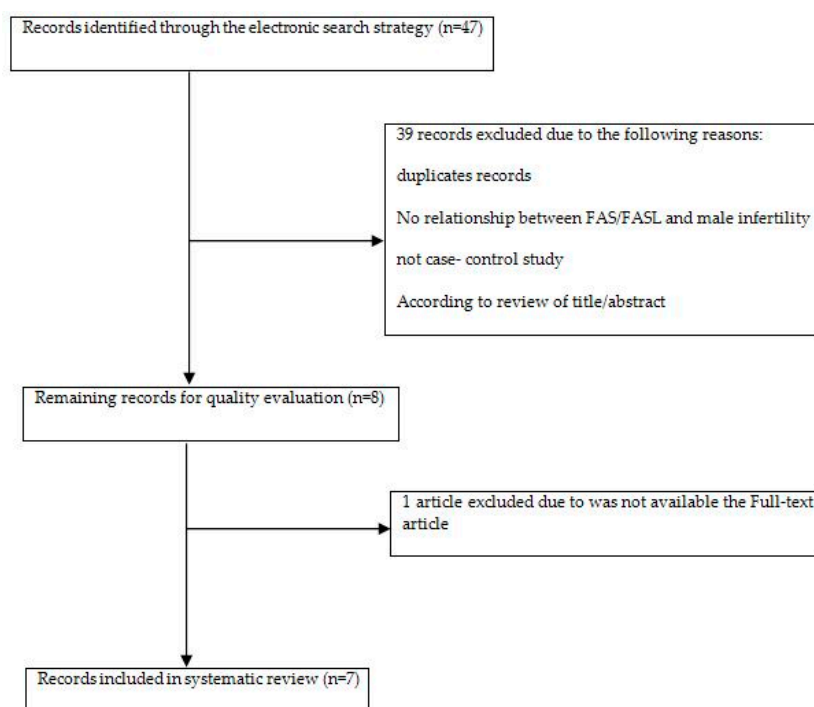 Records identified through the electronic search strategy (n=47)
39 records excluded due to the following reasons:
duplicates records
No relationship between FAS/FASL and male infertility
not case- control study
According to review of title/abstract
Remaining records for quality evaluation (n=8)
1 article excluded due to was not available the Full-text
article
Records included in systematic review (n=7)